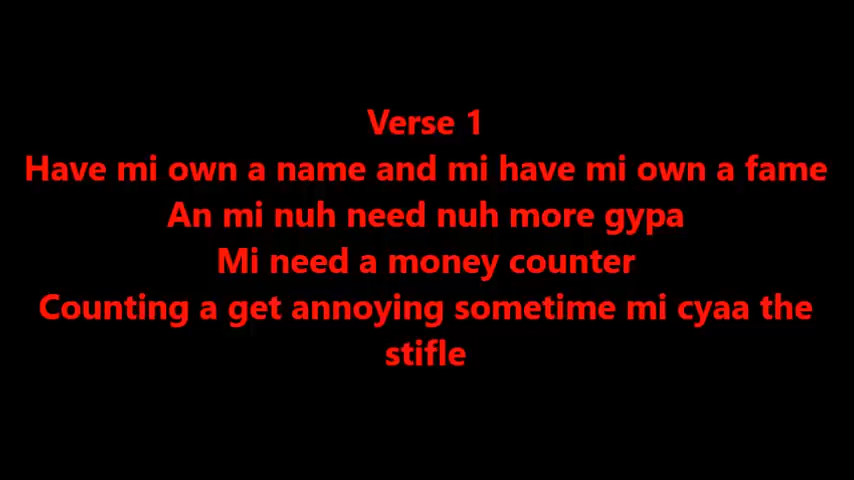 Verse 1
Have mi own a name and mi have mi own a fame
An mi nuh need nuh more gypa
Mi need a money counter
Counting a get annoying sometime mi cyaa the
stifle